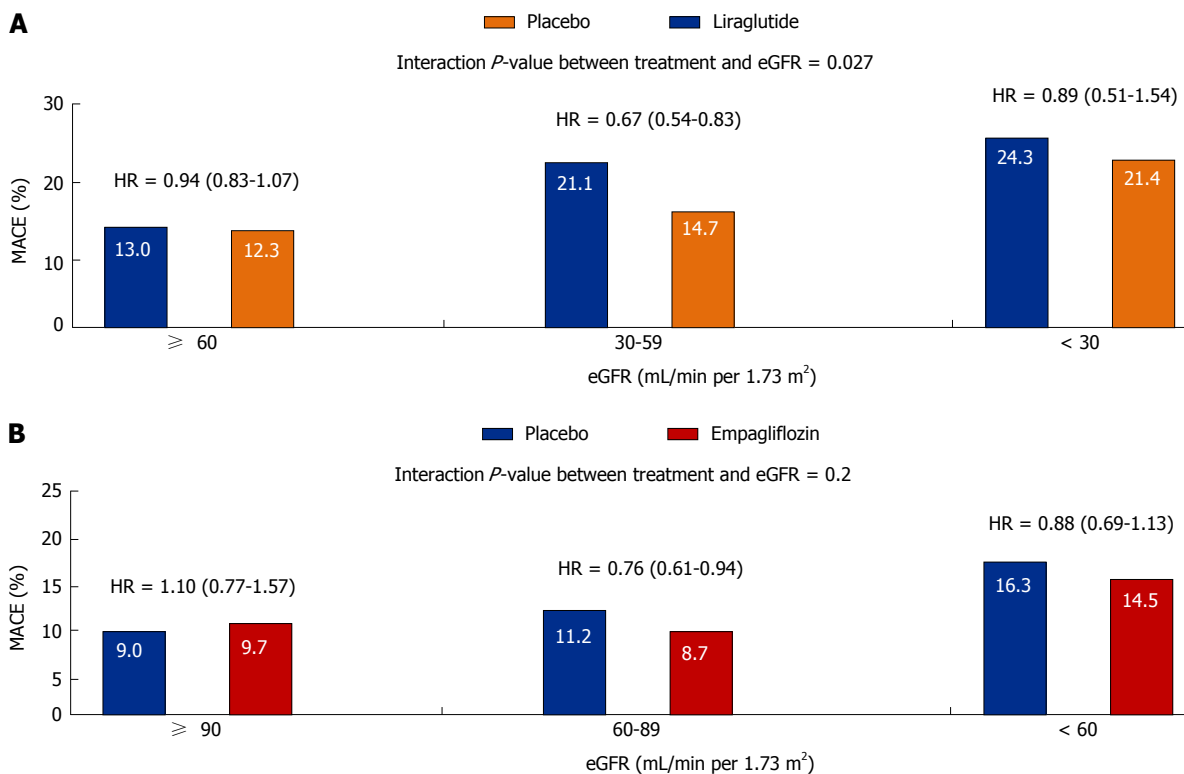 A
Placebo Liraglutide
Interaction P-value between treatment and eGFR = 0.027
HR = 0.89 (0.51-1.54)
HR = 0.67 (0.54-0.83)
HR = 0.94 (0.83-1.07)
MACE (%)
30
20
10
0
13.0 12.3 21.1 14.7 24.3 21.4
⩾ 60 30-59 < 30
eGFR (mL/min per 1.73 m²)
B
Placebo Empagliflozin
Interaction P-value between treatment and eGFR = 0.2
HR = 0.88 (0.69-1.13)
HR = 0.76 (0.61-0.94)
HR = 1.10 (0.77-1.57)
MACE (%)
25
20
15
10
5
0
9.0 9.7 11.2 8.7 16.3 14.5
⩾ 90 60-89 < 60
eGFR (mL/min per 1.73 m²)